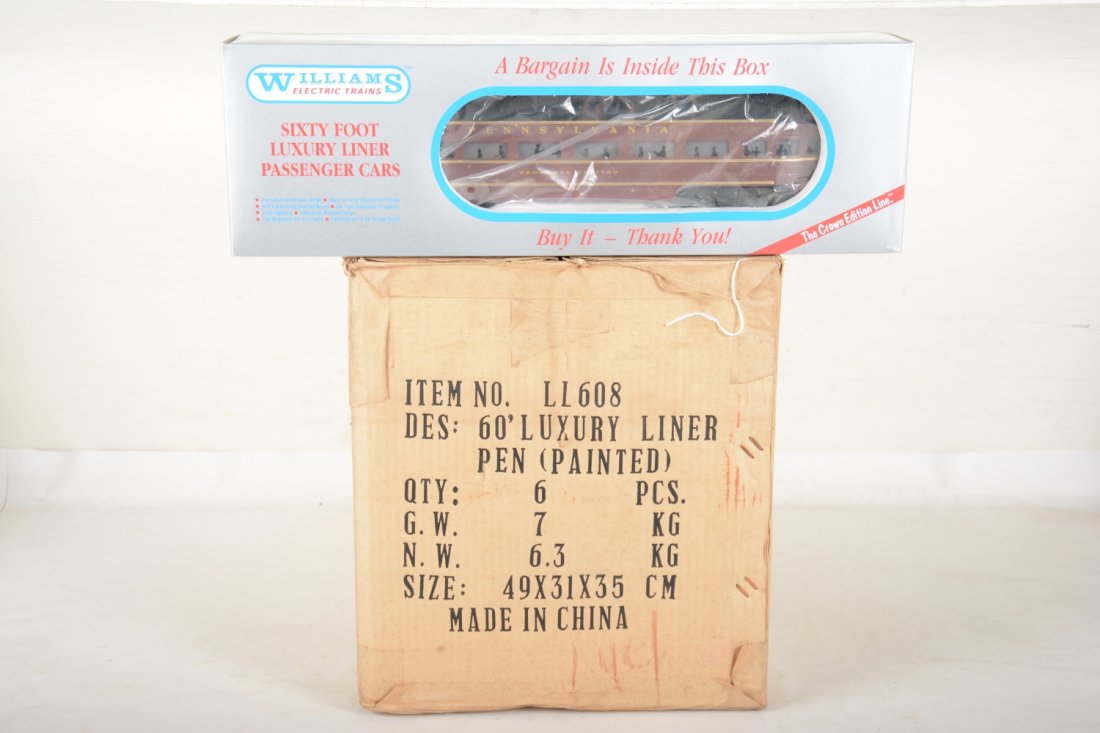 A Bargain Is Inside This Box
WILLIAMS
ELECTRIC TRAINS
SIXTY FOOT
LUXURY LINER
PASSENGER CARS
PENNSYLVANIA
Buy It – Thank You!
The Crown Edition Line™
ITEM NO. LL608
DES: 60' LUXURY LINER
PEN (PAINTED)
QTY: 6 PCS.
G. W. 7 KG
N. W. 6.3 KG
SIZE: 49X31X35 CM
MADE IN CHINA